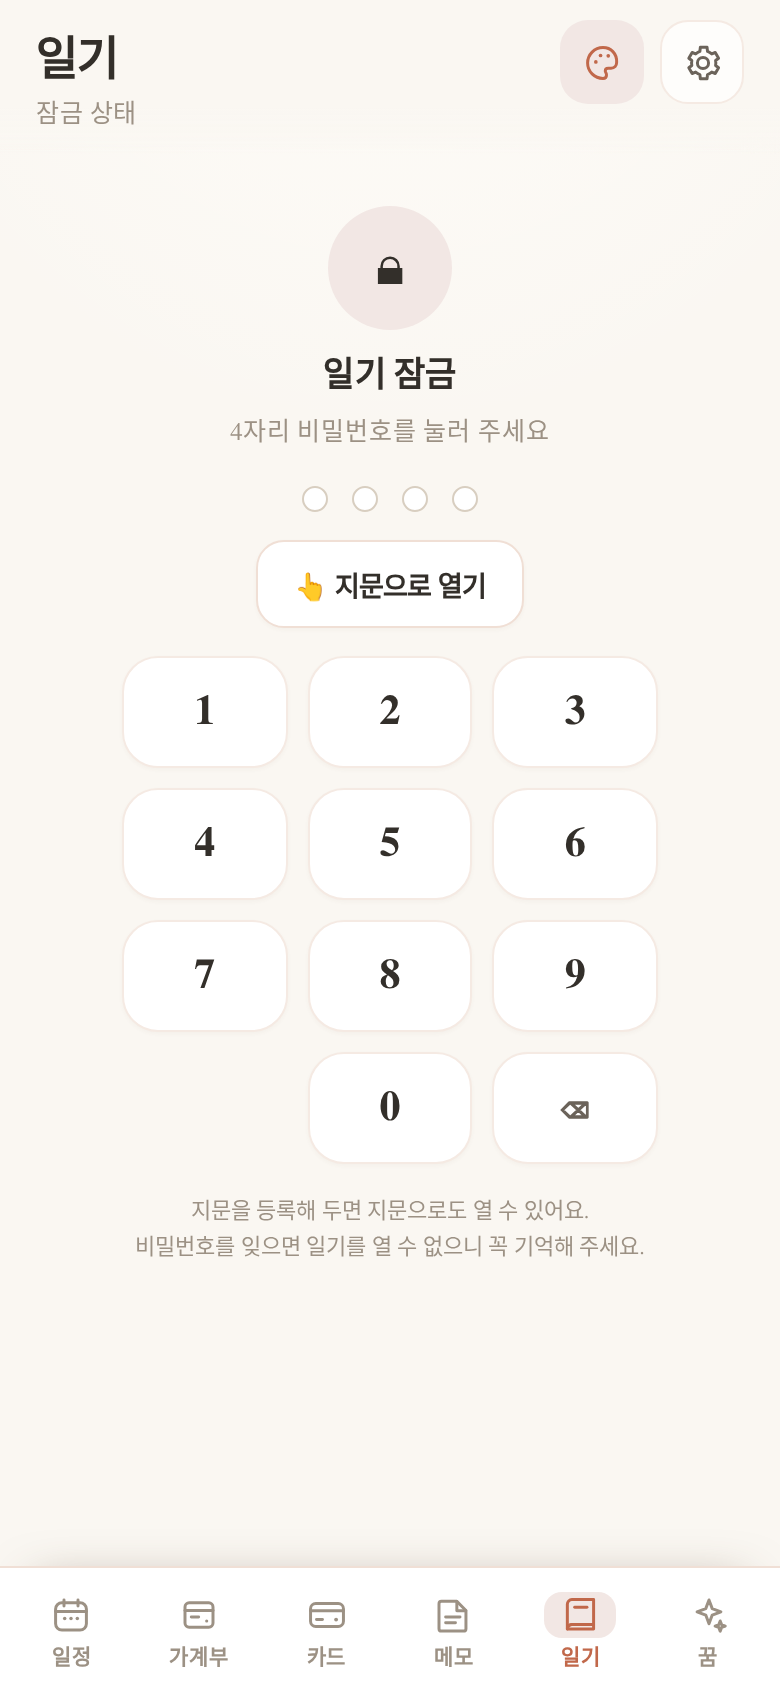 일기
잠금 상태
일기 잠금
4자리 비밀번호를 눌러 주세요
👆 지문으로 열기
1 2 3
4 5 6
7 8 9
0 ⌫
지문을 등록해 두면 지문으로도 열 수 있어요.
비밀번호를 잊으면 일기를 열 수 없으니 꼭 기억해 주세요.
일정 가계부 카드 메모 일기 꿈